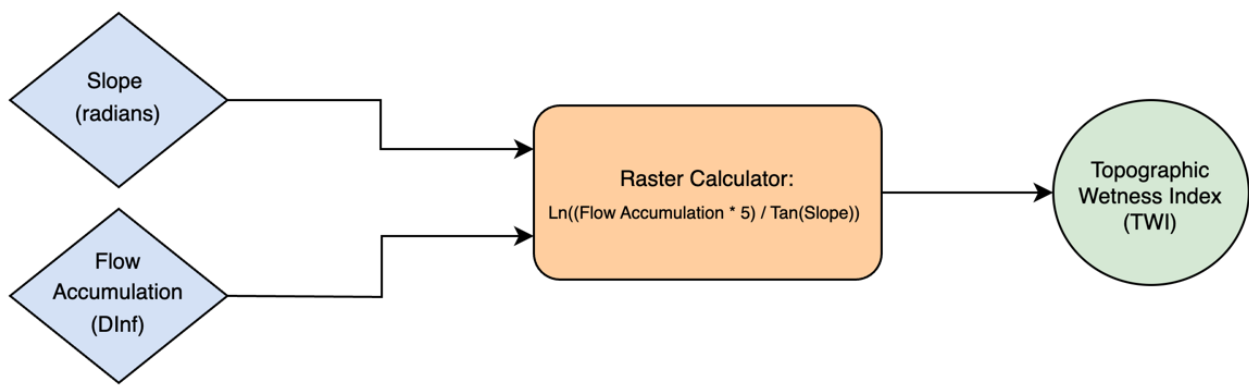 Slope
(radians)
Flow
Accumulation
(DInf)
Raster Calculator:
Ln((Flow Accumulation * 5) / Tan(Slope))
Topographic
Wetness Index
(TWI)